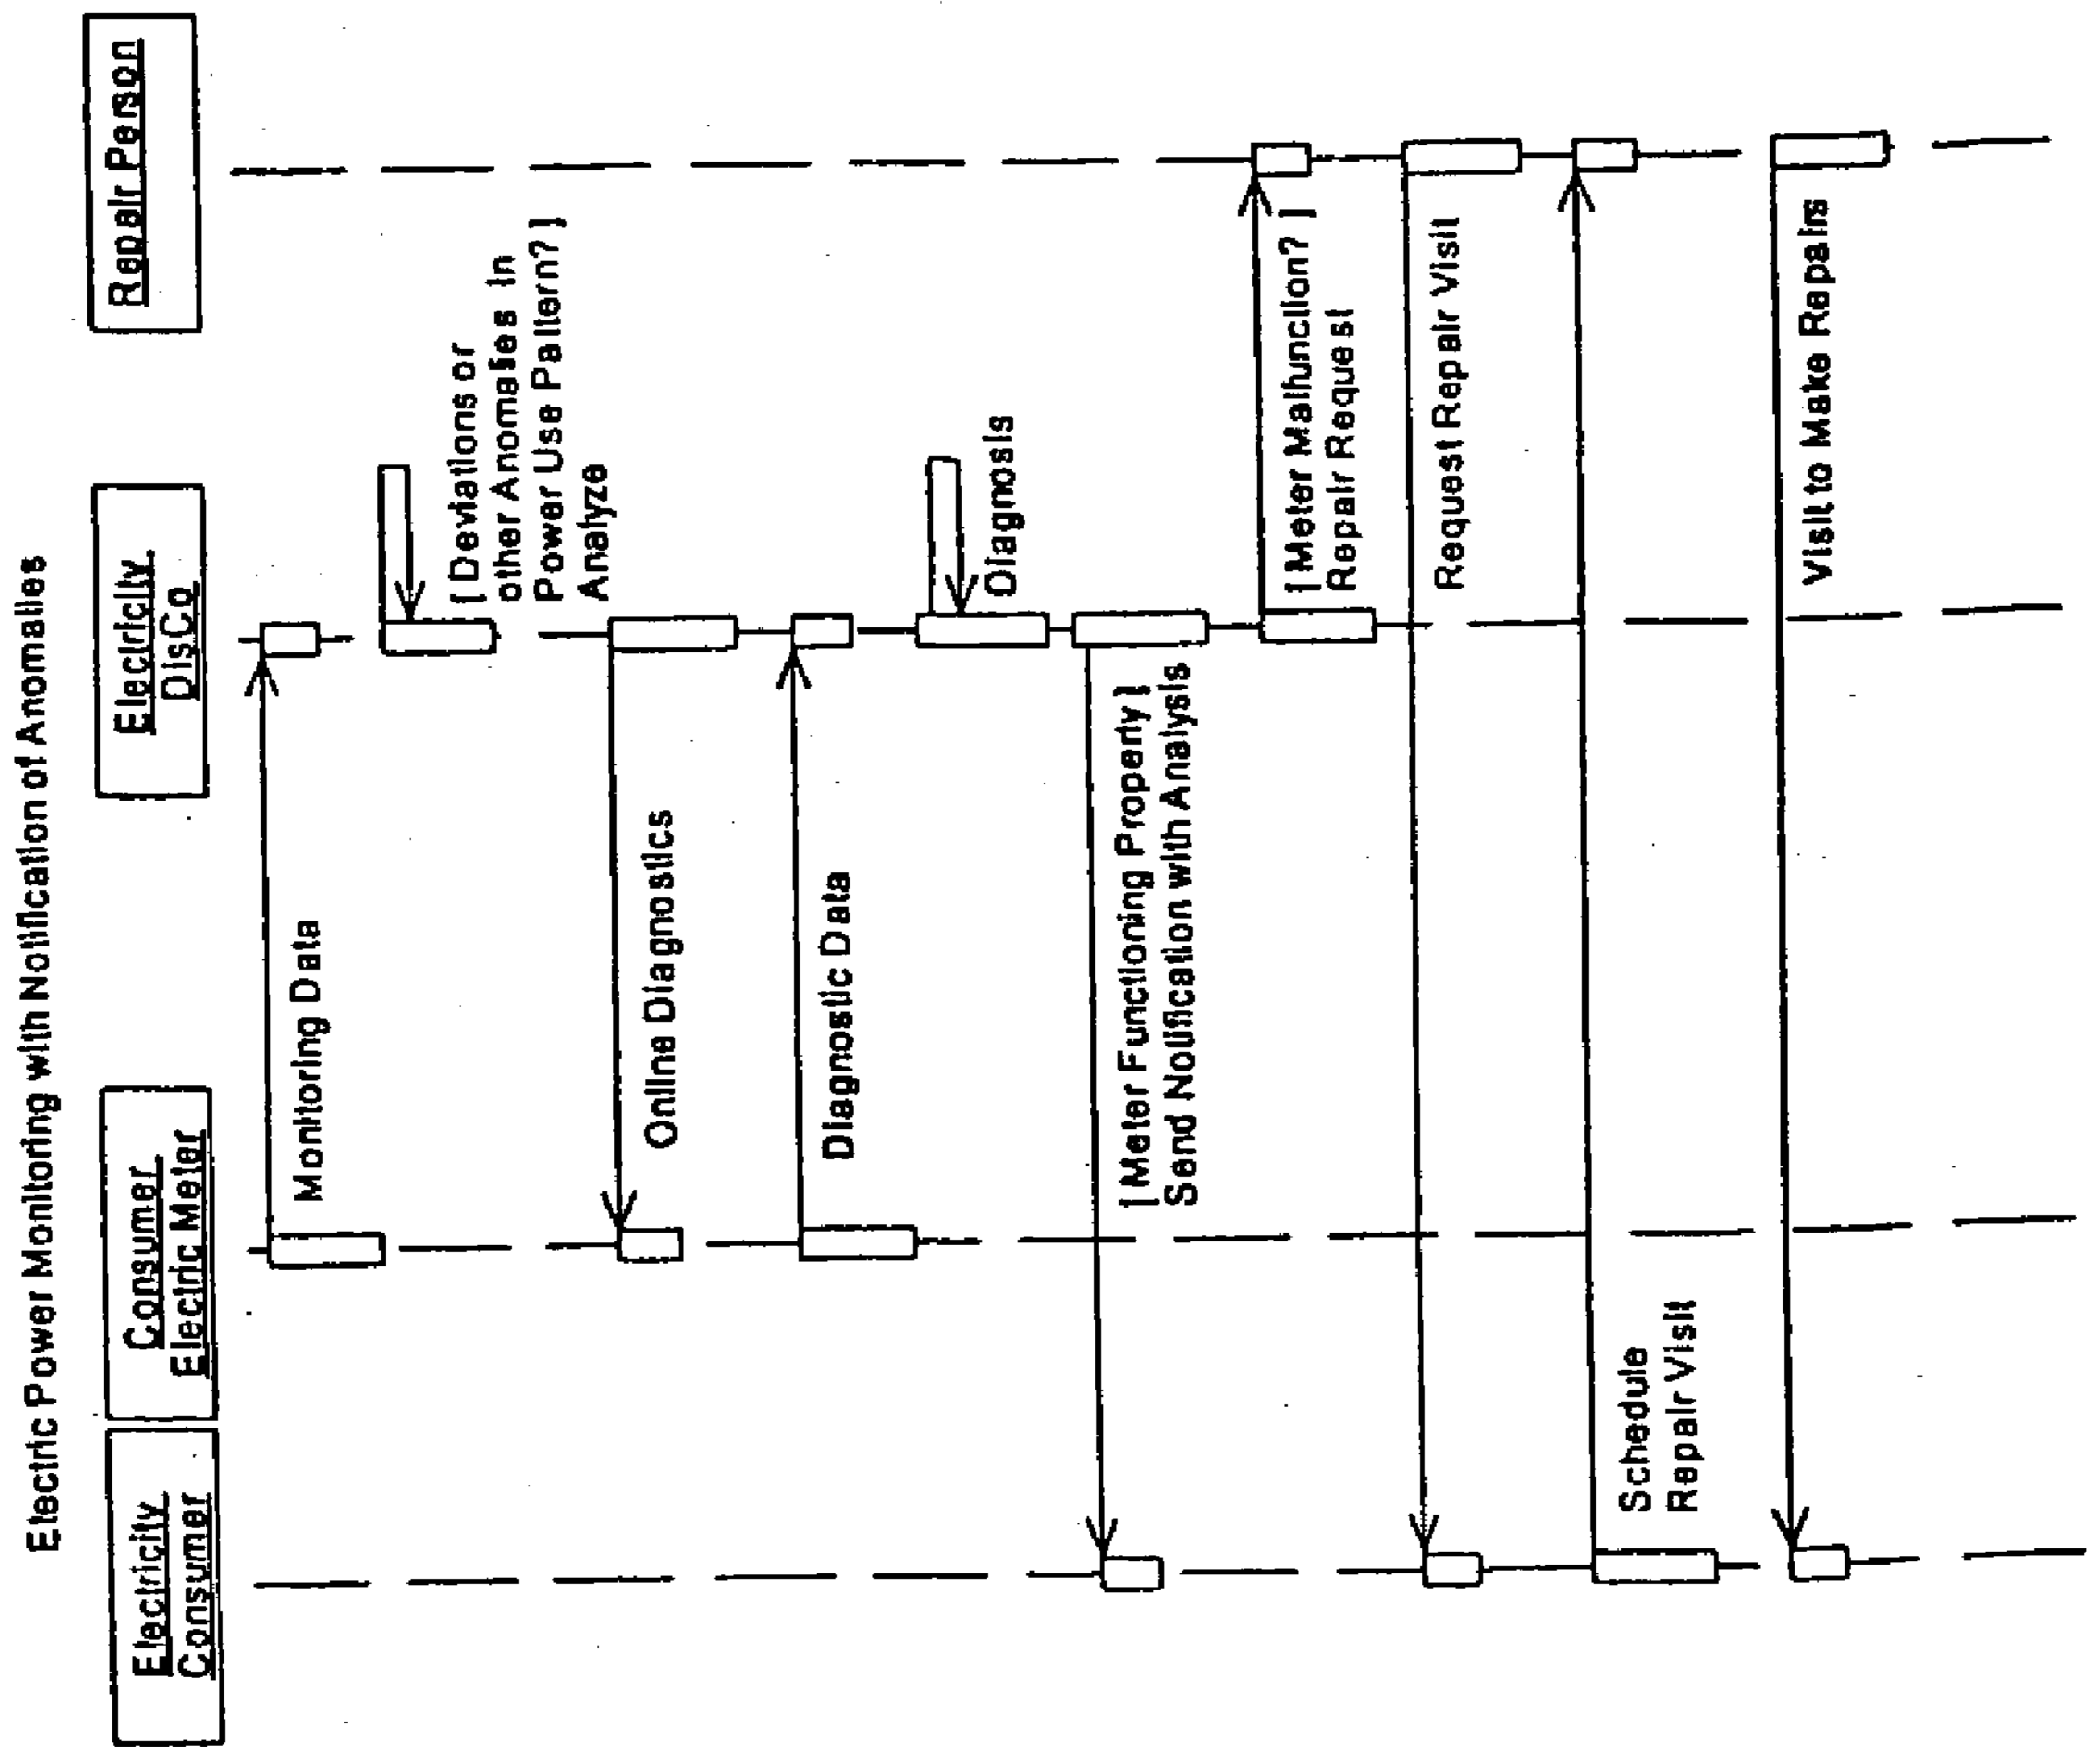 Electric Power Monitoring with Notification of Anomalies
Electricity
Consumer
Consumer
Electric Meter
Electricity
DisCo
Repair Person
Monitoring Data
[Deviations or
other Anomalies in
Power Use Pattern?]
Analyze
Online Diagnostics
Diagnostic Data
Diagnosis
[Meter Functioning Properly]
Send Notification with Analysis
[Meter Malfunction? ]
Repair Request
Request Repair Visit
Schedule
Repair Visit
Visit to Make Repairs